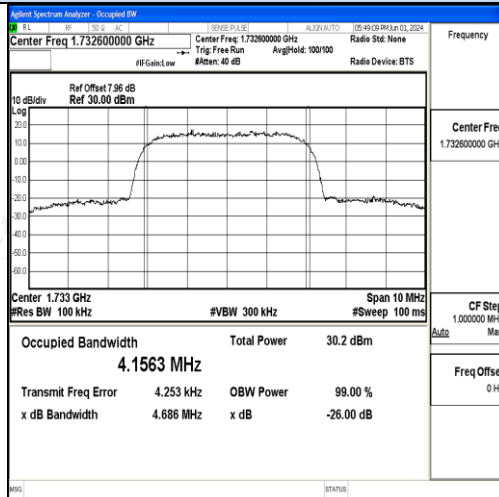 Agilent Spectrum Analyzer - Occupied BW
RL RF 50 Ω AC SENSE:PULSE ALIGN AUTO 05:49:09 PM Jun 01, 2024
Center Freq 1.732600000 GHz Center Freq: 1.732600000 GHz Radio Std: None Frequency
Trig: Free Run Avg|Hold: 100/100
#IFGain:Low #Atten: 40 dB Radio Device: BTS
Ref Offset 7.96 dB
10 dB/div Ref 30.00 dBm
Log
20.0
10.0
0.00
-10.0
-20.0
-30.0
-40.0
-50.0
-60.0
Center Fre
1.732600000 GH
Center 1.733 GHz Span 10 MHz
#Res BW 100 kHz #VBW 300 kHz #Sweep 100 ms
CF Step
1.000000 MH
Auto Ma
Occupied Bandwidth Total Power 30.2 dBm
4.1563 MHz
Freq Offse
0 H
Transmit Freq Error 4.253 kHz OBW Power 99.00 %
x dB Bandwidth 4.686 MHz x dB -26.00 dB
MSG STATUS